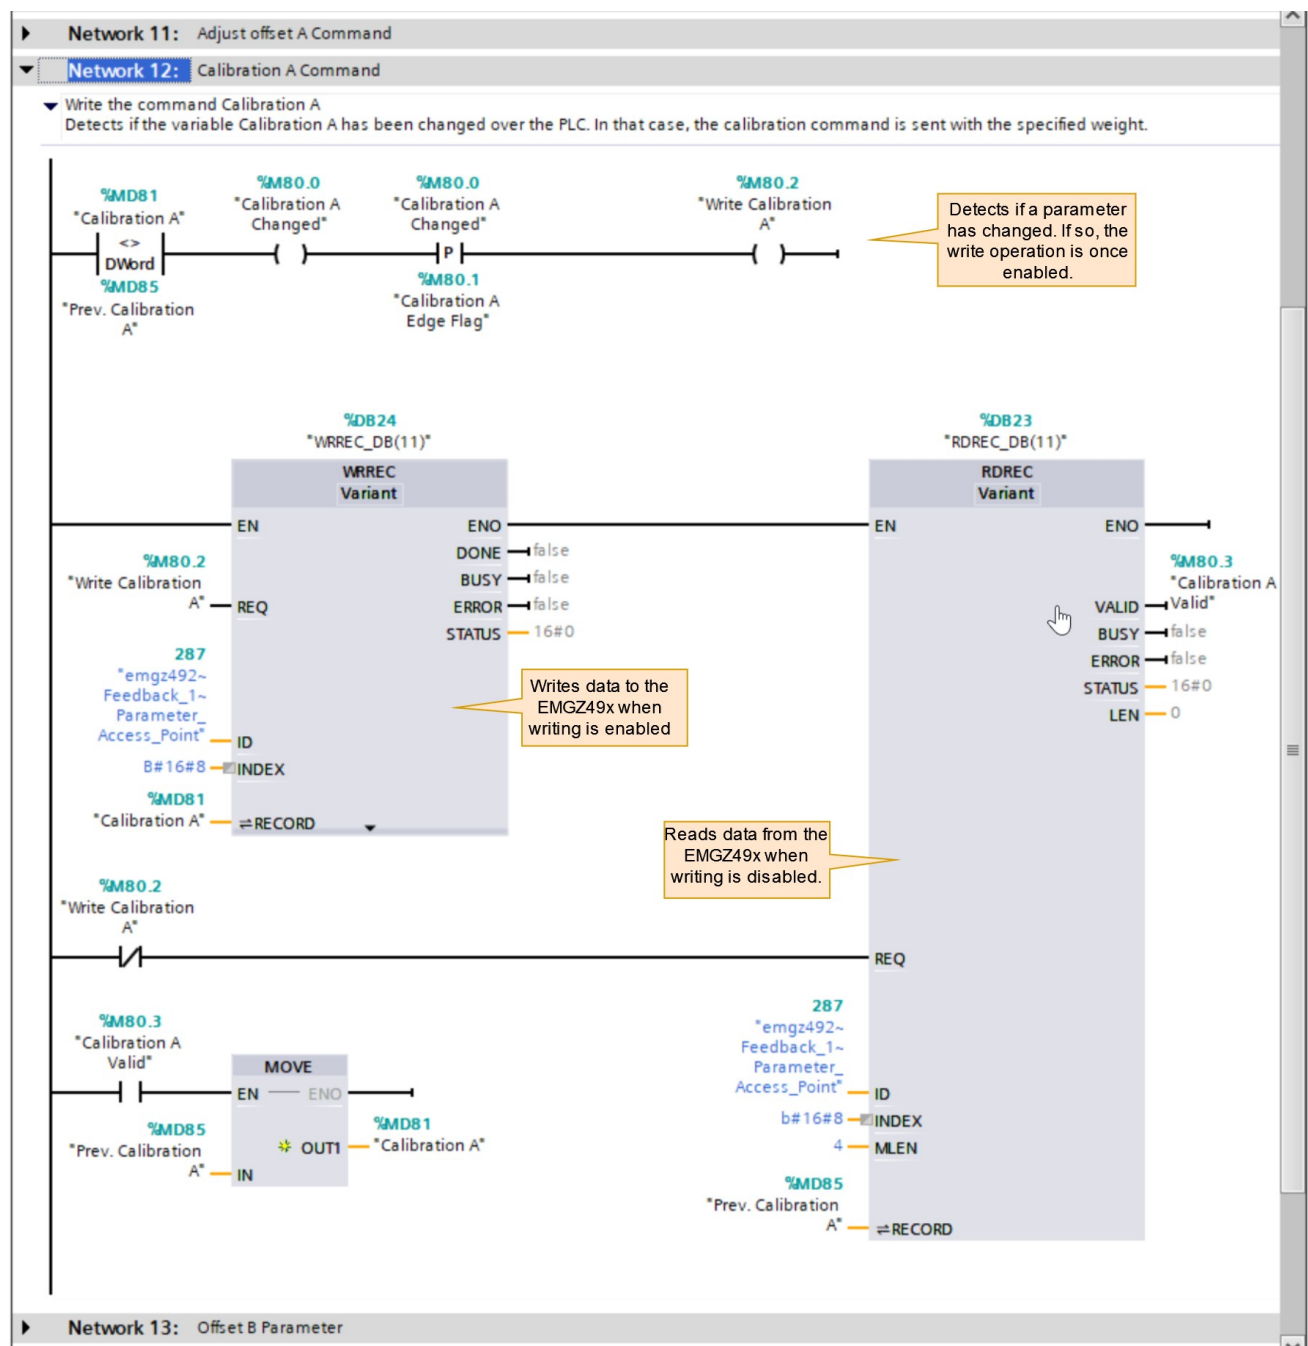 Network 11: Adjust offset A Command
Network 12: Calibration A Command
Write the command Calibration A
Detects if the variable Calibration A has been changed over the PLC. In that case, the calibration command is sent with the specified weight.
%MD81
"Calibration A"
<>
DWord
%MD85
"Prev. Calibration
A"
%M80.0
"Calibration A
Changed"
%M80.0
"Calibration A
Changed"
P
%M80.1
"Calibration A
Edge Flag"
%M80.2
"Write Calibration
A"
Detects if a parameter
has changed. If so, the
write operation is once
enabled.
%DB24
"WRREC_DB(11)"
WRREC
Variant
EN
ENO
DONE
false
BUSY
false
%M80.2
"Write Calibration
A"
REQ
ERROR
false
STATUS
16#0
287
"emgz492~
Feedback_1~
Parameter_
Access_Point"
ID
B#16#8
INDEX
%MD81
"Calibration A"
RECORD
Writes data to the
EMGZ49x when
writing is enabled
%DB23
"RDREC_DB(11)"
RDREC
Variant
EN
ENO
%M80.3
"Calibration A
Valid"
VALID
BUSY
false
ERROR
false
STATUS
16#0
LEN
0
Reads data from the
EMGZ49x when
writing is disabled.
%M80.2
"Write Calibration
A"
REQ
287
"emgz492~
Feedback_1~
Parameter_
Access_Point"
ID
b#16#8
INDEX
4
MLEN
%MD85
"Prev. Calibration
A"
RECORD
%M80.3
"Calibration A
Valid"
MOVE
EN
ENO
%MD85
"Prev. Calibration
A"
IN
OUT1
%MD81
"Calibration A"
Network 13: Offset B Parameter